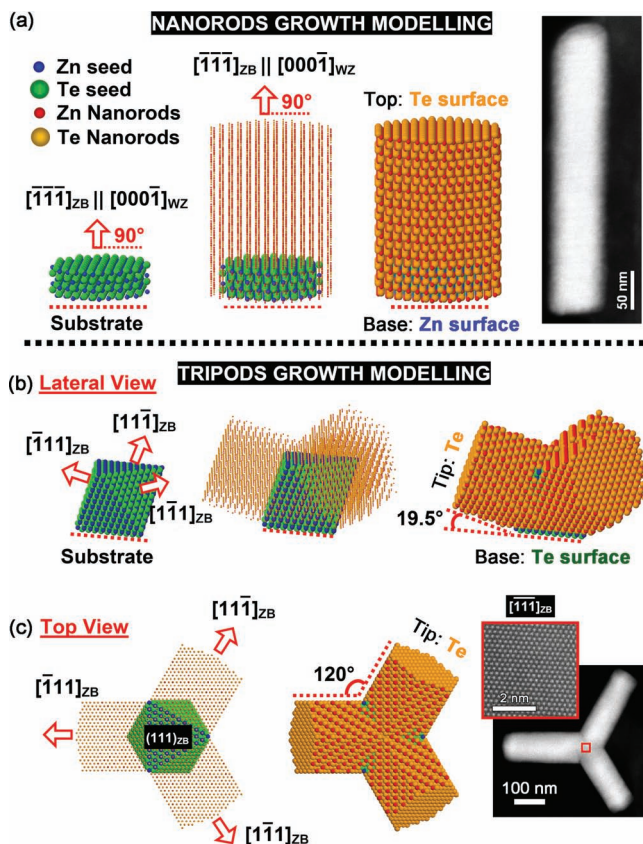 (a) NANORODS GROWTH MODELLING
Zn seed
Te seed
Zn Nanorods
Te Nanorods
[1̅1̅1̅]ZB || [0001̅]WZ
90°
Top: Te surface
[1̅1̅1̅]ZB || [0001̅]WZ
90°
Substrate
Base: Zn surface
50 nm
(b) Lateral View
TRIPODS GROWTH MODELLING
[111̅]ZB
[1̅11]ZB
[11̅1]ZB
Substrate
Tip: Te
19.5°
Base: Te surface
(c) Top View
[111̅]ZB
[1̅11]ZB
(111)ZB
[11̅1]ZB
Tip: Te
120°
[1̅1̅1̅]ZB
2 nm
100 nm